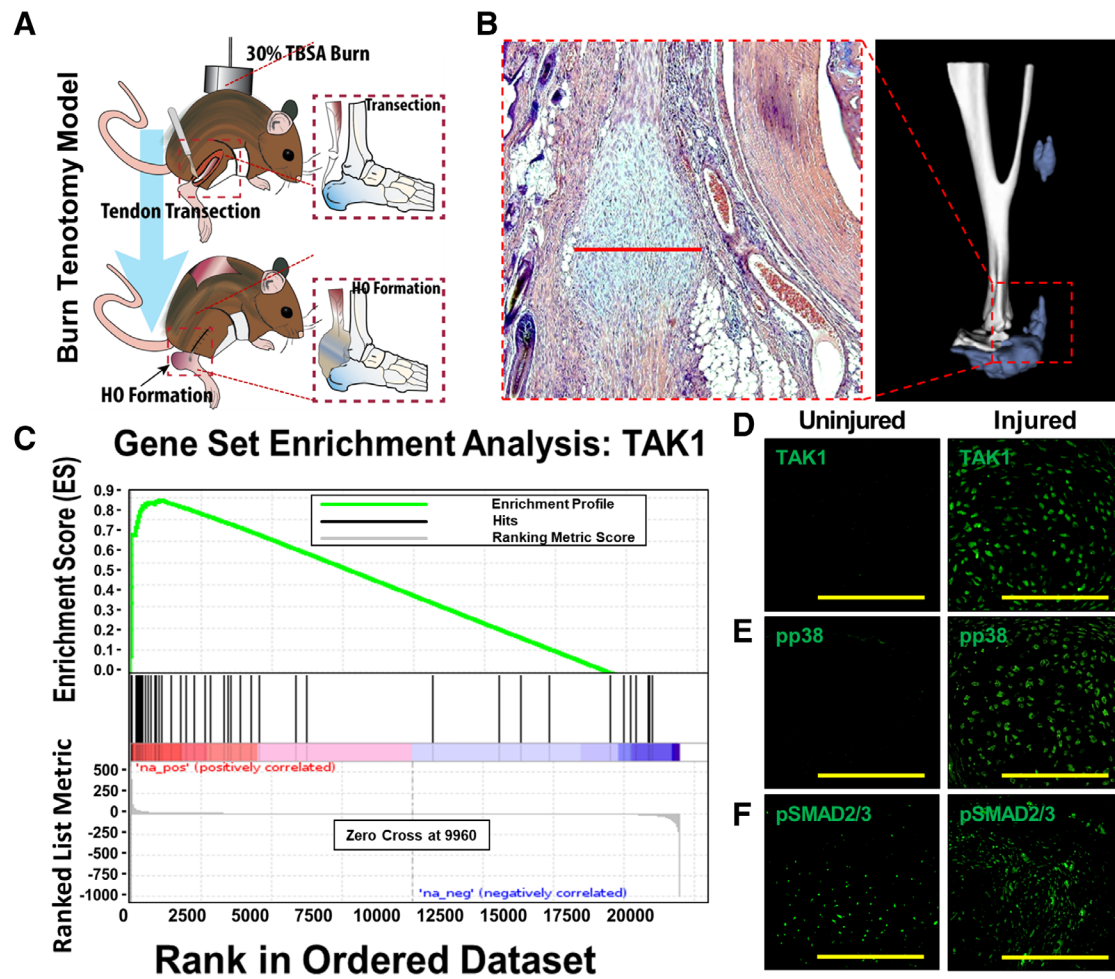 A
30% TBSA Burn
Transection
Tendon Transection
HO Formation
HO Formation
Burn Tenotomy Model
B
C
Gene Set Enrichment Analysis: TAK1
Enrichment Score (ES)
0.9
0.8
0.7
0.6
0.5
0.4
0.3
0.2
0.1
0.0
Enrichment Profile
Hits
Ranking Metric Score
Ranked List Metric
'na_pos' (positively correlated)
500
250
0
-250
-500
-750
-1000
Zero Cross at 9960
'na_neg' (negatively correlated)
0 2500 5000 7500 10000 12500 15000 17500 20000
Rank in Ordered Dataset
Uninjured Injured
D
TAK1 TAK1
E
pp38 pp38
F
pSMAD2/3 pSMAD2/3